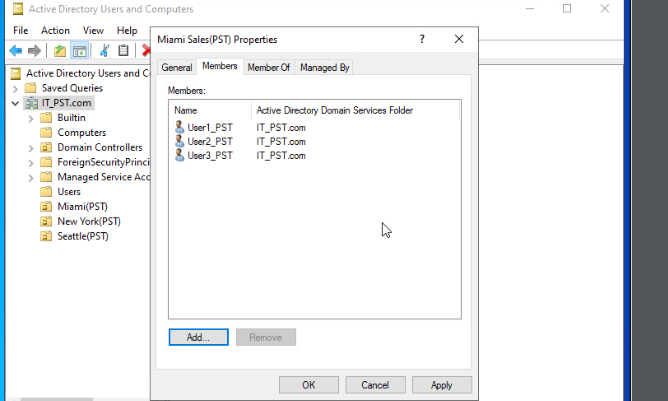 Active Directory Users and Computers
File Action View Help
Miami Sales(PST) Properties
?
General Members Member Of Managed By
Members:
Name Active Directory Domain Services Folder
User1_PST IT_PST.com
User2_PST IT_PST.com
User3_PST IT_PST.com
Add... Remove
OK Cancel Apply
Active Directory Users and C
Saved Queries
IT_PST.com
Builtin
Computers
Domain Controllers
ForeignSecurityPrinci
Managed Service Acc
Users
Miami(PST)
New York(PST)
Seattle(PST)